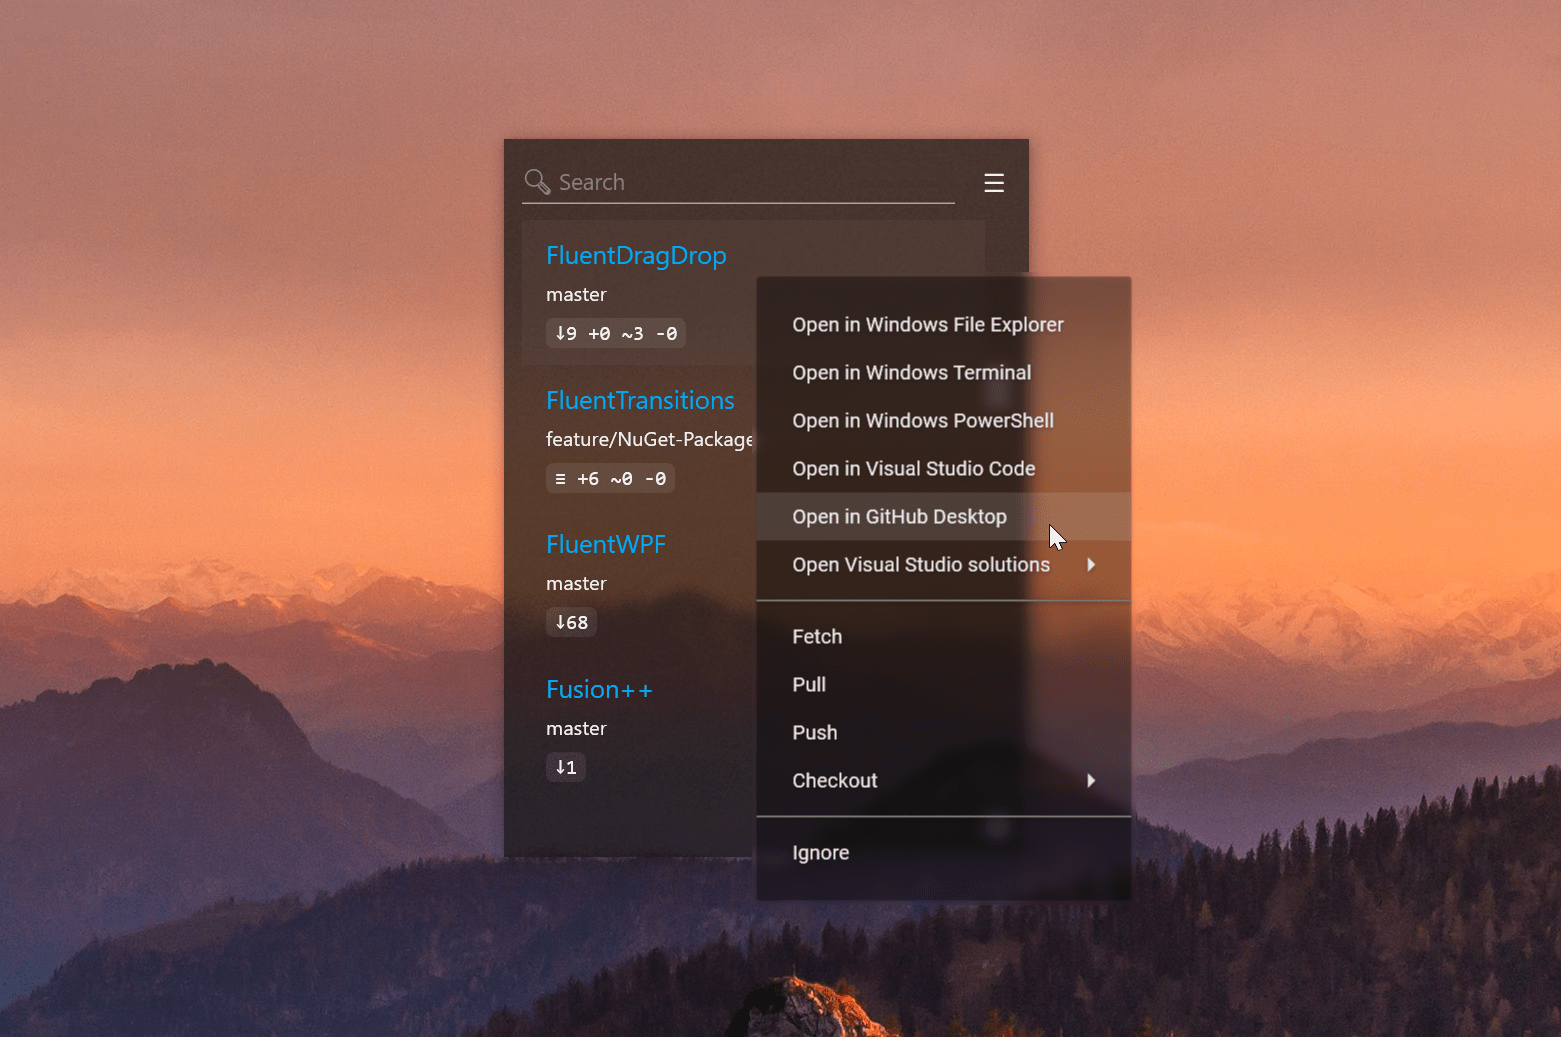 Search
FluentDragDrop
master
↓9 +0 ~3 -0
FluentTransitions
feature/NuGet-Package
≡ +6 ~0 -0
FluentWPF
master
↓68
Fusion++
master
↓1
Open in Windows File Explorer
Open in Windows Terminal
Open in Windows PowerShell
Open in Visual Studio Code
Open in GitHub Desktop
Open Visual Studio solutions
Fetch
Pull
Push
Checkout
Ignore